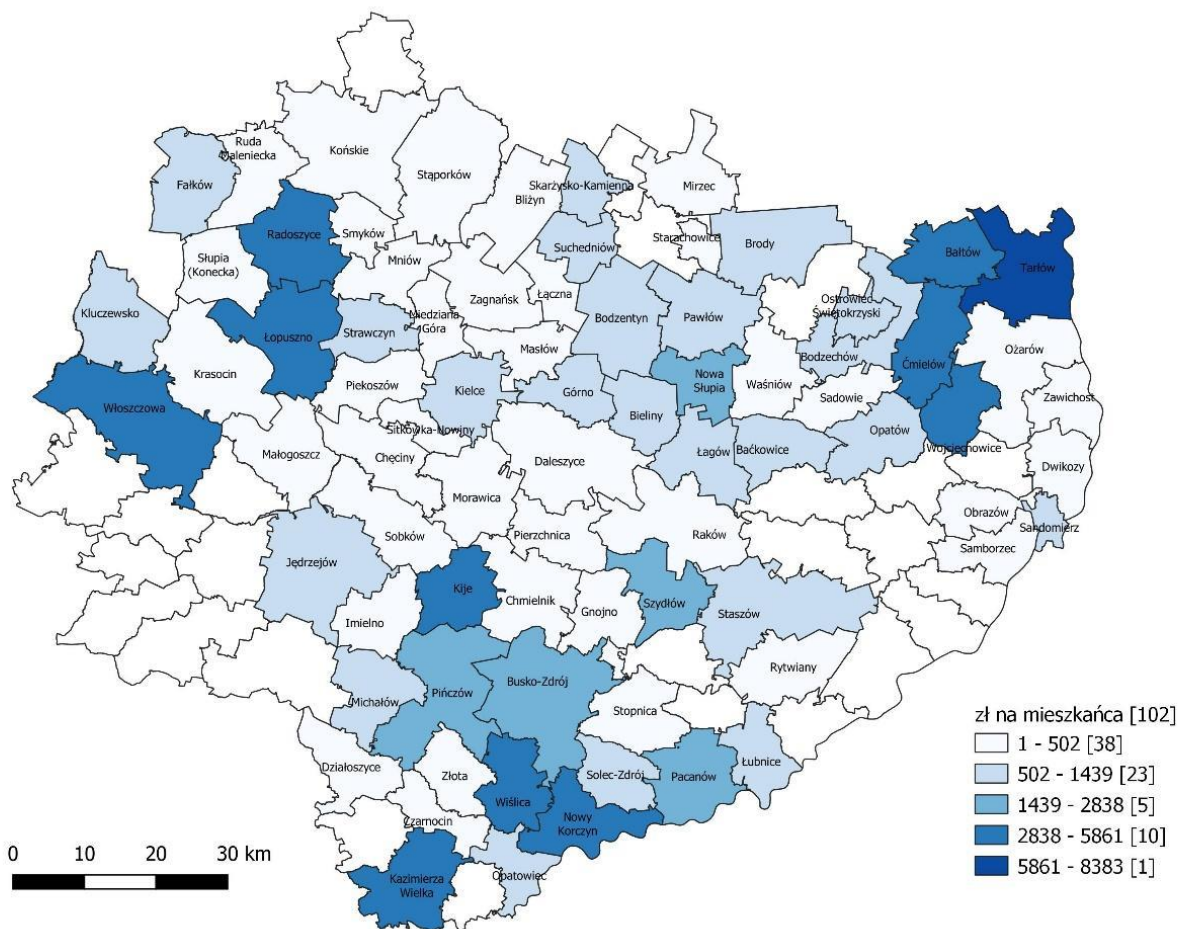 Ruda
Maleniecka
Końskie
Stąporków
Fałków
Bliżyn
Skarżysko-Kamienna
Mirzec
Radoszyce
Smyków
Starachowice
Suchedniów
Brody
Bałtów
Tarłów
Słupia
(Konecka)
Mniów
Zagnańsk
Łączna
Kluczewsko
Łopuszno
Strawczyn
Miedziana
Góra
Bodzentyn
Pawłów
Ostrowiec
Świętokrzyski
Masłów
Bodzechów
Ożarów
Krasocin
Piekoszów
Kielce
Górno
Nowa
Słupia
Waśniów
Sadowie
Ćmielów
Włoszczowa
Zawichost
Bieliny
Sitkówka-Nowiny
Opatów
Małogoszcz
Chęciny
Daleszyce
Łagów
Baćkowice
Wojciechowice
Dwikozy
Morawica
Obrazów
Sandomierz
Sobków
Pierzchnica
Raków
Samborzec
Jędrzejów
Kije
Chmielnik
Gnojno
Szydłów
Staszów
Imielno
Rytwiany
Michałów
Pińczów
Busko-Zdrój
Stopnica
Działoszyce
Złota
Solec-Zdrój
Pacanów
Łubnice
Wiślica
Nowy
Korczyn
Czarnocin
Kazimierza
Wielka
Opatowiec
zł na mieszkańca [102]
1 - 502 [38]
502 - 1439 [23]
1439 - 2838 [5]
2838 - 5861 [10]
5861 - 8383 [1]
0 10 20 30 km